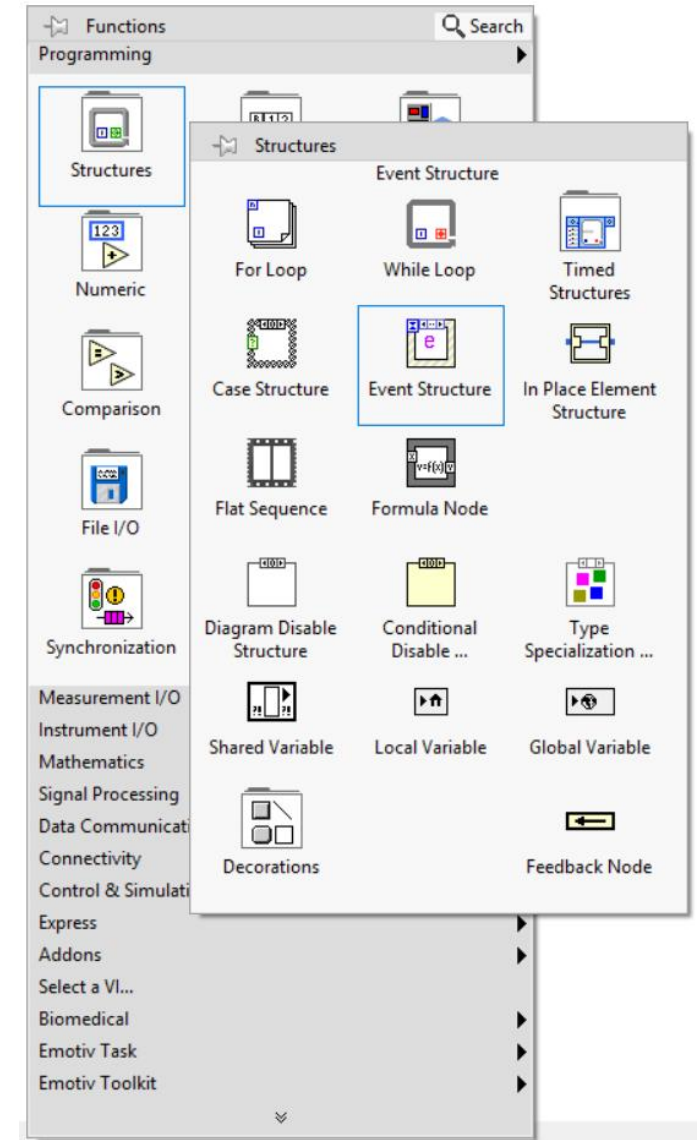 Functions
Search
Programming
Structures
Numeric
Comparison
File I/O
Synchronization
Structures
Event Structure
For Loop
While Loop
Timed
Structures
Case Structure
Event Structure
In Place Element
Structure
Flat Sequence
Formula Node
Diagram Disable
Structure
Conditional
Disable ...
Type
Specialization ...
Shared Variable
Local Variable
Global Variable
Decorations
Feedback Node
Measurement I/O
Instrument I/O
Mathematics
Signal Processing
Data Communicati
Connectivity
Control & Simulati
Express
Addons
Select a VI...
Biomedical
Emotiv Task
Emotiv Toolkit